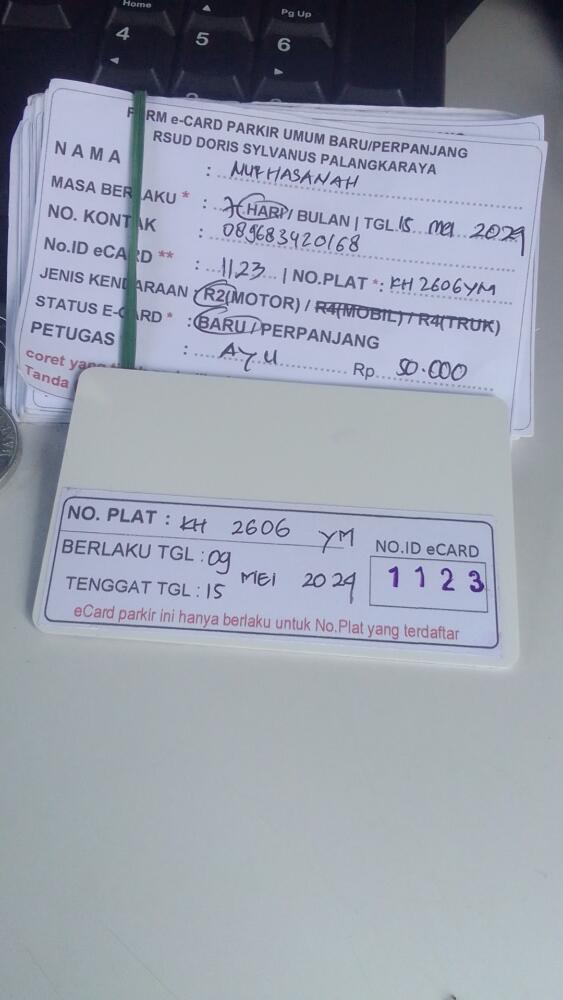 Home
Pg Up
4
5
6
FORM e-CARD PARKIR UMUM BARU/PERPANJANG
RSUD DORIS SYLVANUS PALANGKARAYA
NAMA : NURHASANAH
MASA BERLAKU * : 7 HARI / BULAN | TGL. 15 mei 2024
NO. KONTAK : 089683420168
No.ID eCARD ** : 1123 | NO.PLAT *: KH 2606 YM
JENIS KENDARAAN : R2(MOTOR) / R4(MOBIL) / R4(TRUK)
STATUS E-CARD * : BARU / PERPANJANG
PETUGAS : AYU Rp. 50.000
coret yang
Tanda
NO. PLAT : KH 2606 YM
BERLAKU TGL : 09
TENGGAT TGL : 15 MEI 2024
NO.ID eCARD
1123
eCard parkir ini hanya berlaku untuk No.Plat yang terdaftar